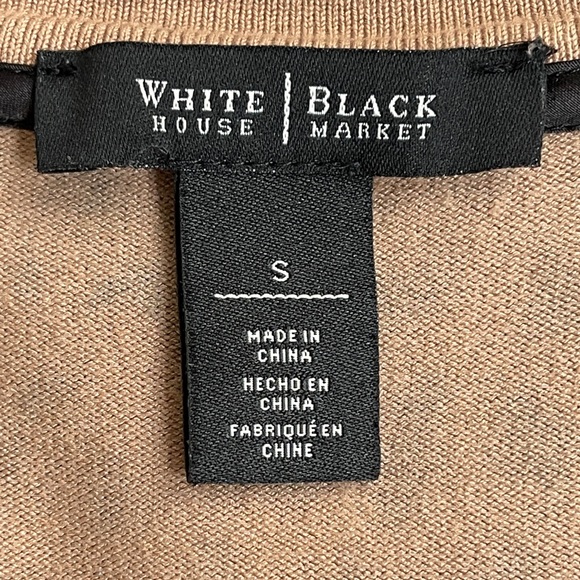 WHITE | BLACK
HOUSE | MARKET
S
MADE IN
CHINA
HECHO EN
CHINA
FABRIQUÉ EN
CHINE